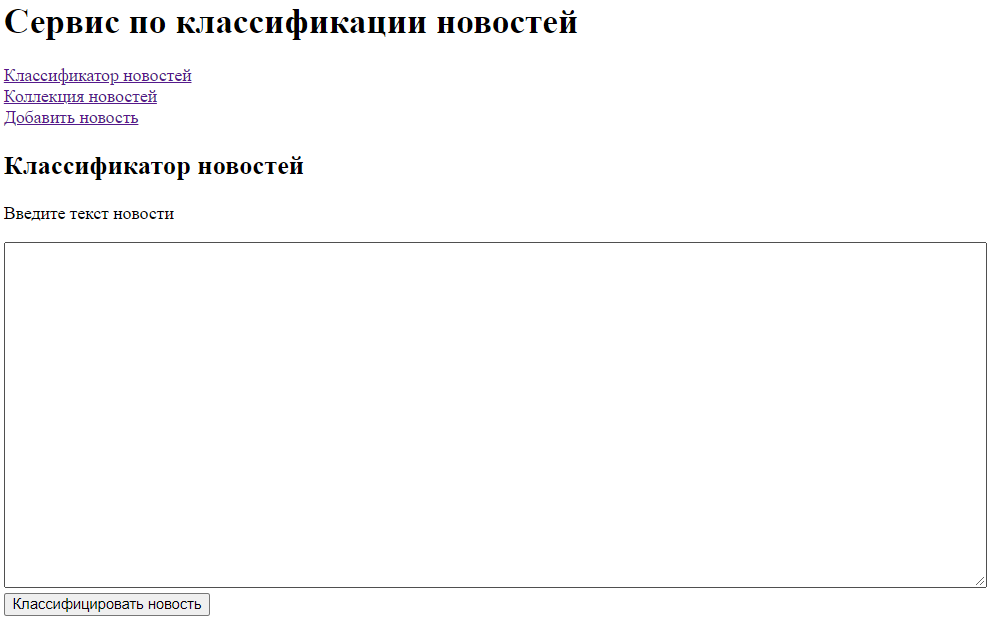 Сервис по классификации новостей
Классификатор новостей
Коллекция новостей
Добавить новость
Классификатор новостей
Введите текст новости
Классифицировать новость